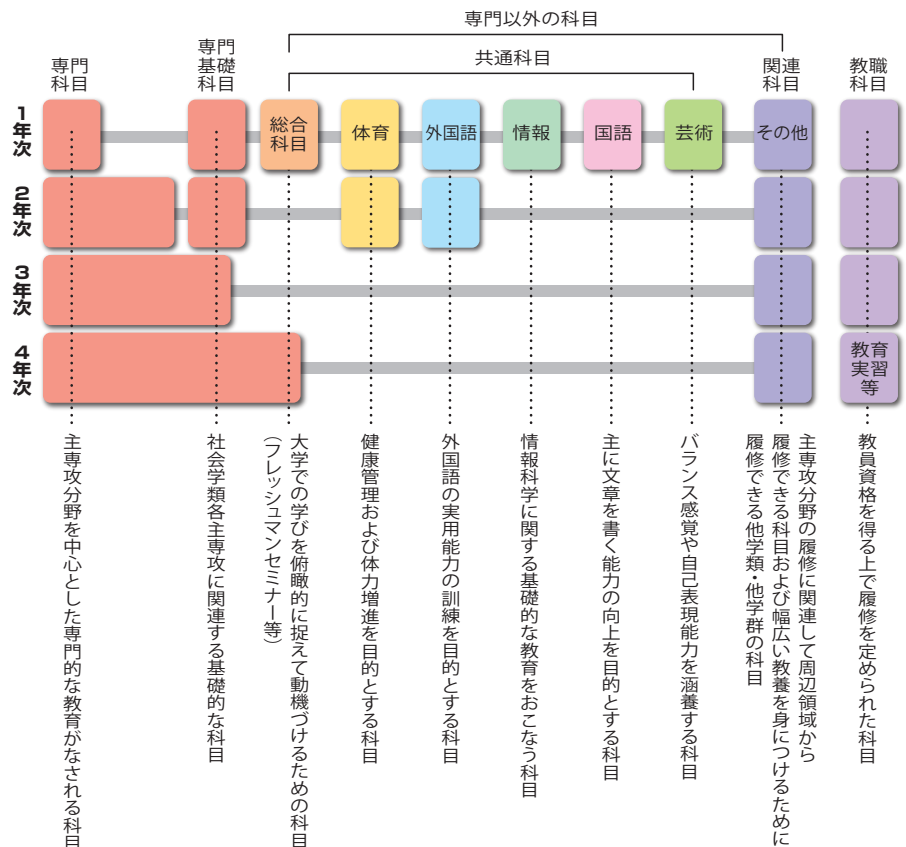 専門以外の科目
共通科目
専門
科目
専門
基礎
科目
関連
科目
教職
科目
1年次
総合
科目
体育
外国語
情報
国語
芸術
その他
2年次
3年次
4年次
教育
実習
等
主専攻分野を中心とした専門的な教育がなされる科目
社会学類各主専攻に関連する基礎的な科目
大学での学びを俯瞰的に捉えて動機づけるための科目
（フレッシュマンセミナー等）
健康管理および体力増進を目的とする科目
外国語の実用能力の訓練を目的とする科目
情報科学に関する基礎的な教育をおこなう科目
主に文章を書く能力の向上を目的とする科目
バランス感覚や自己表現能力を涵養する科目
主専攻分野の履修に関連して周辺領域から
履修できる科目および幅広い教養を身につけるために
履修できる他学類・他学群の科目
教員資格を得る上で履修を定められた科目